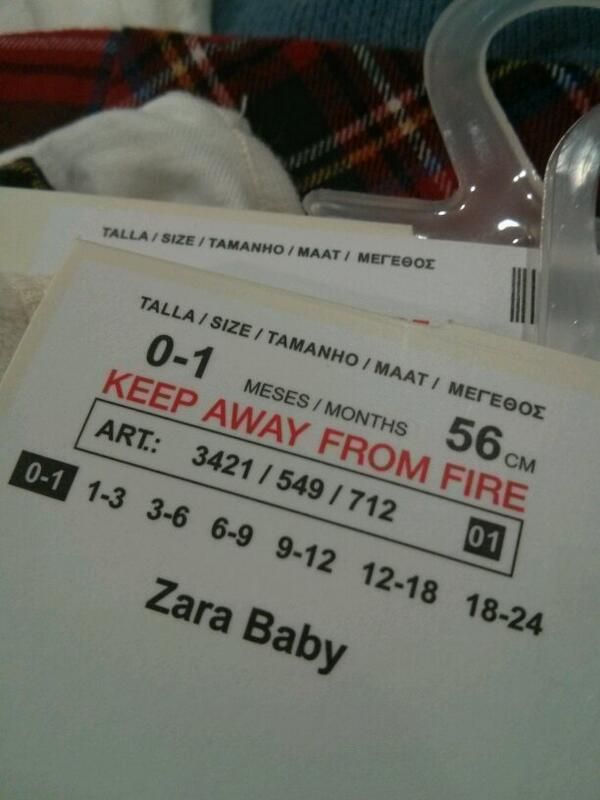 TALLA / SIZE / TAMANHO / MAAT / ΜΕΓΕΘΟΣ
TALLA / SIZE / TAMANHO / MAAT / ΜΕΓΕΘΟΣ
0-1 MESES / MONTHS 56 CM
KEEP AWAY FROM FIRE
ART.: 3421 / 549 / 712 01
0-1 1-3 3-6 6-9 9-12 12-18 18-24
Zara Baby